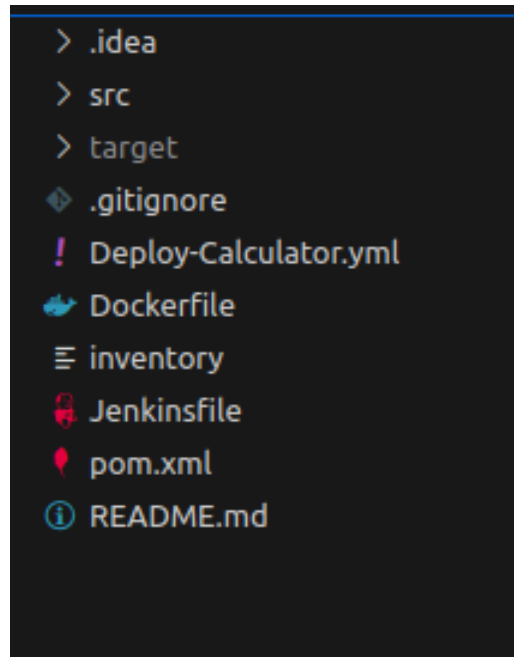 .idea
src
target
.gitignore
Deploy-Calculator.yml
Dockerfile
inventory
Jenkinsfile
pom.xml
README.md